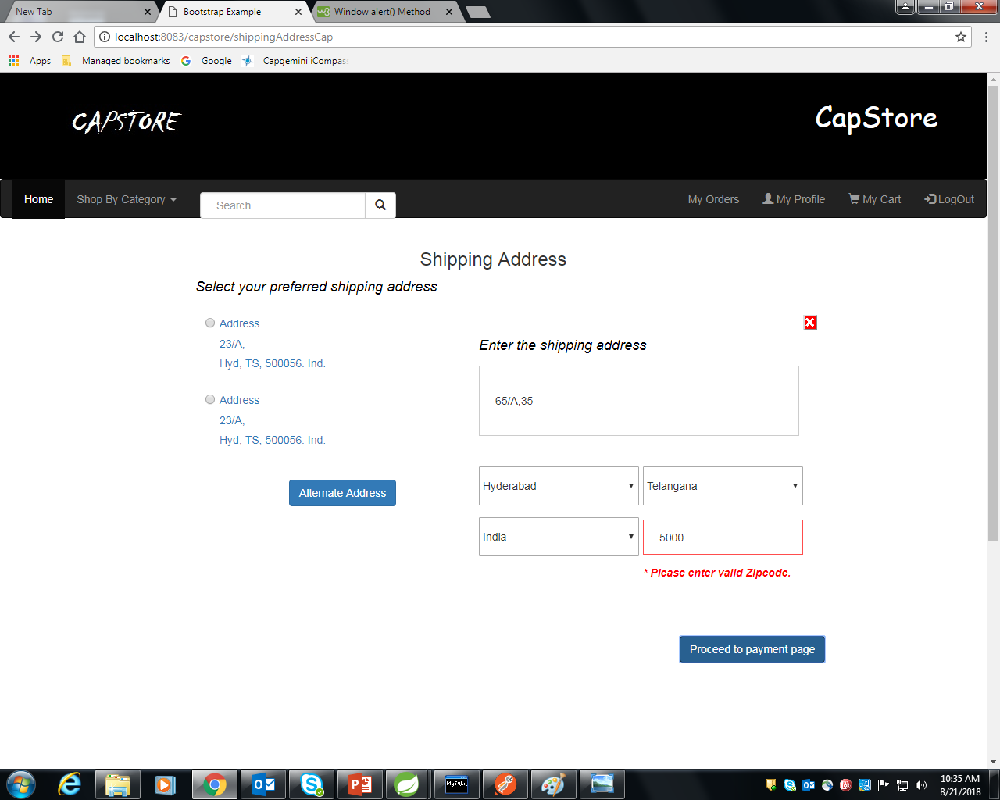 New Tab
Bootstrap Example
Window alert() Method
localhost:8083/capstore/shippingAddressCap
Apps Managed bookmarks Google Capgemini iCompas
CAPSTORE
CapStore
Home Shop By Category Search My Orders My Profile My Cart LogOut
Shipping Address
Select your preferred shipping address
Address
23/A,
Hyd, TS, 500056. Ind.
Address
23/A,
Hyd, TS, 500056. Ind.
Alternate Address
Enter the shipping address
65/A,35
Hyderabad Telangana
India 5000
* Please enter valid Zipcode.
Proceed to payment page
10:35 AM
8/21/2018